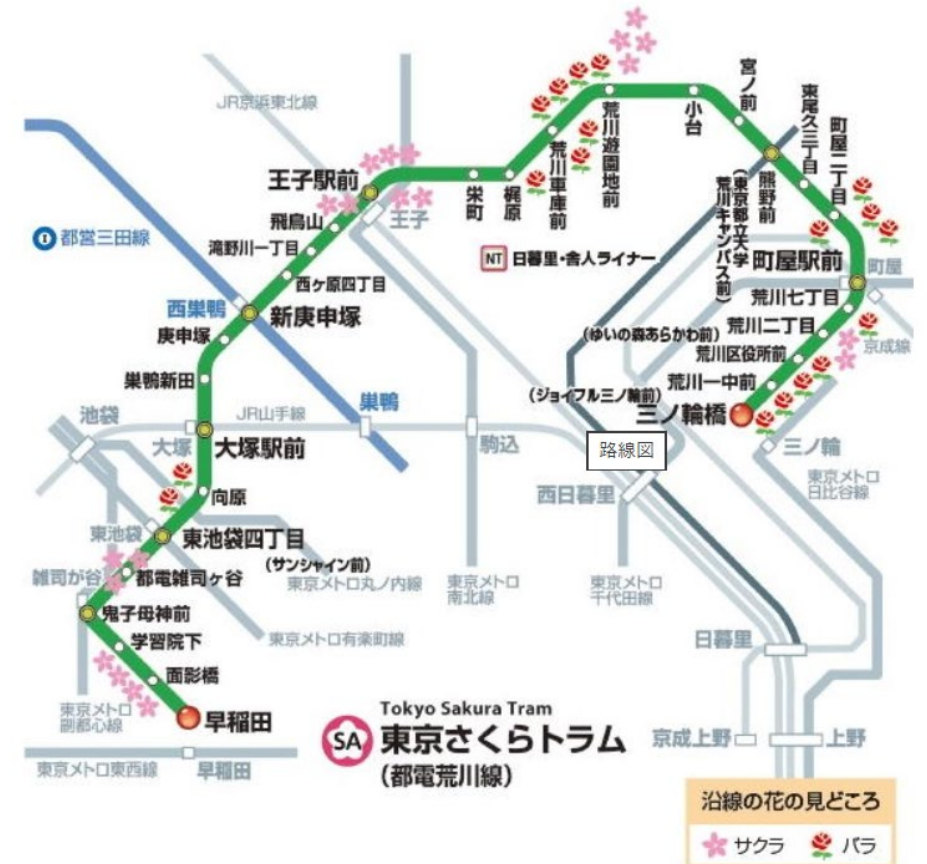 JR京浜東北線
宮ノ前
東尾久三丁目
町屋二丁目
小台
荒川遊園地前
荒川車庫前
梶原
栄町
王子駅前
王子
飛鳥山
滝野川一丁目
西ヶ原四丁目
熊野前
(東京都立大学
荒川キャンパス前)
都営三田線
NT 日暮里・舎人ライナー
町屋駅前
町屋
荒川七丁目
西巣鴨
新庚申塚
庚申塚
(ゆいの森あらかわ前)
荒川二丁目
京成線
荒川区役所前
巣鴨新田
荒川一中前
(ジョイフル三ノ輪前)
三ノ輪橋
池袋
JR山手線
巣鴨
大塚
大塚駅前
駒込
路線図
三ノ輪
東京メトロ
日比谷線
向原
西日暮里
東池袋
東池袋四丁目
(サンシャイン前)
雑司が谷
都電雑司ヶ谷
東京メトロ丸ノ内線
東京メトロ
南北線
東京メトロ
千代田線
鬼子母神前
東京メトロ有楽町線
学習院下
日暮里
面影橋
東京メトロ
副都心線
早稲田
Tokyo Sakura Tram
SA
東京さくらトラム
(都電荒川線)
京成上野
上野
東京メトロ東西線
早稲田
沿線の花の見どころ
サクラ
バラ